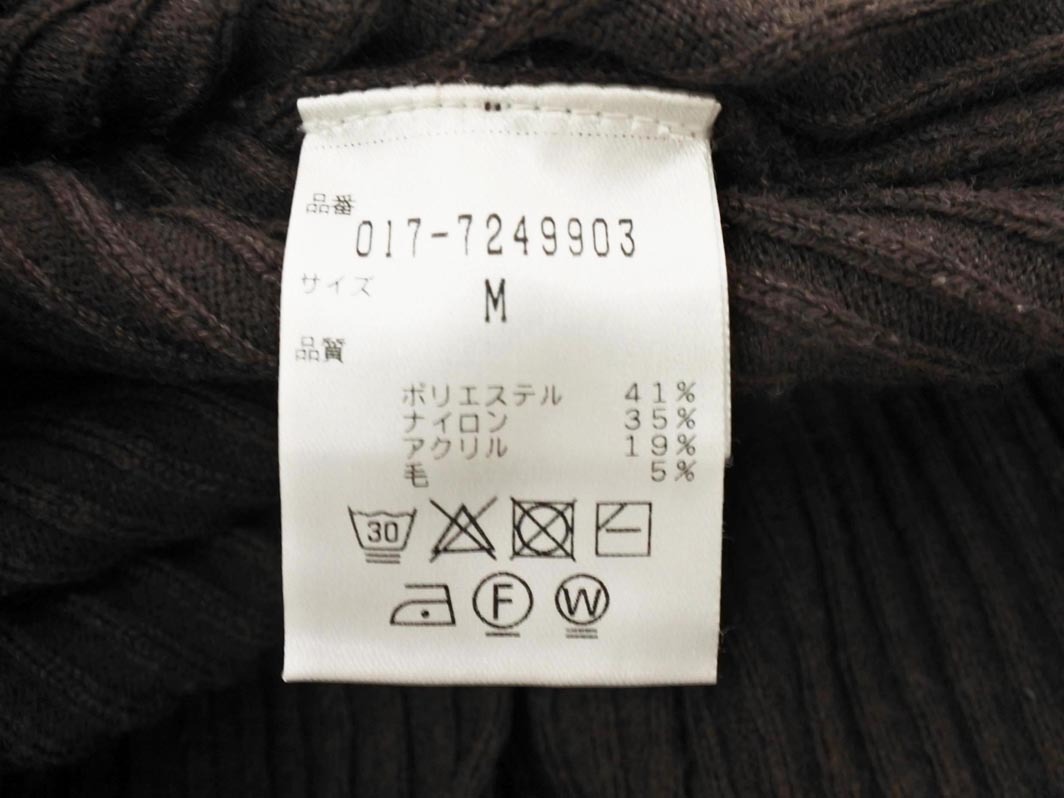 品番
017-7249903
サイズ
M
品質
ポリエステル 41%
ナイロン 35%
アクリル 19%
毛 5%
30
F
W